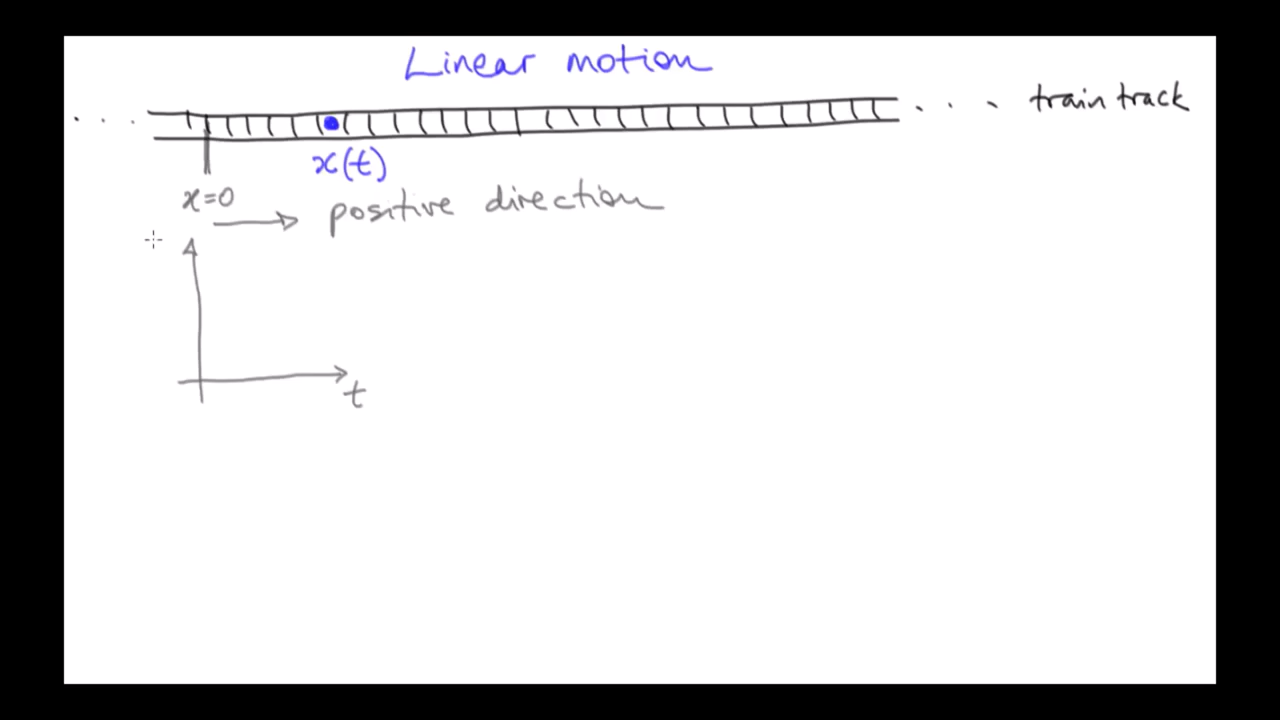 Linear motion
. . . . . . train track
x(t)
x=0
positive direction
t